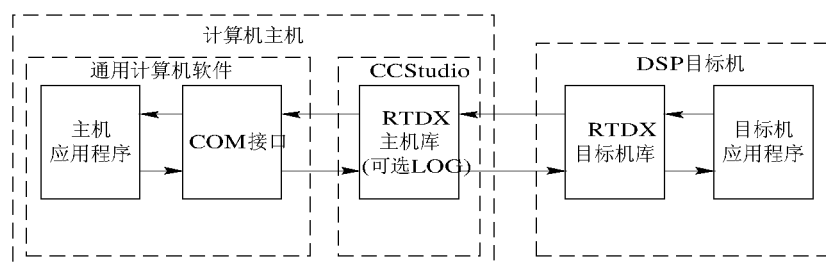 计算机主机
通用计算机软件
CCStudio
DSP目标机
主机
应用程序
COM接口
RTDX
主机库
(可选LOG)
RTDX
目标机库
目标机
应用程序